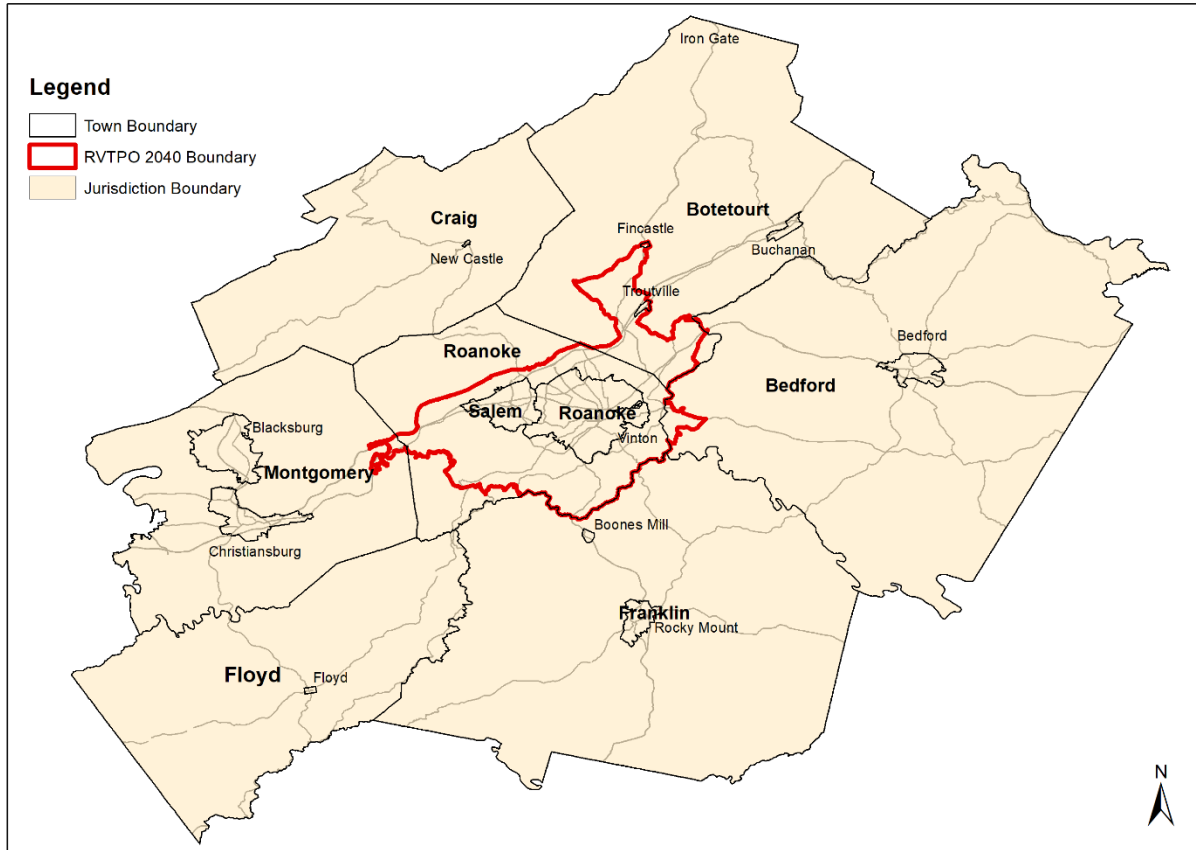 Iron Gate
Legend
Town Boundary
RVTPO 2040 Boundary
Jurisdiction Boundary
Craig
Botetourt
Fincastle
New Castle
Buchanan
Troutville
Roanoke
Bedford
Bedford
Salem
Roanoke
Vinton
Blacksburg
Montgomery
Boones Mill
Christiansburg
Franklin
Rocky Mount
Floyd
Floyd
N